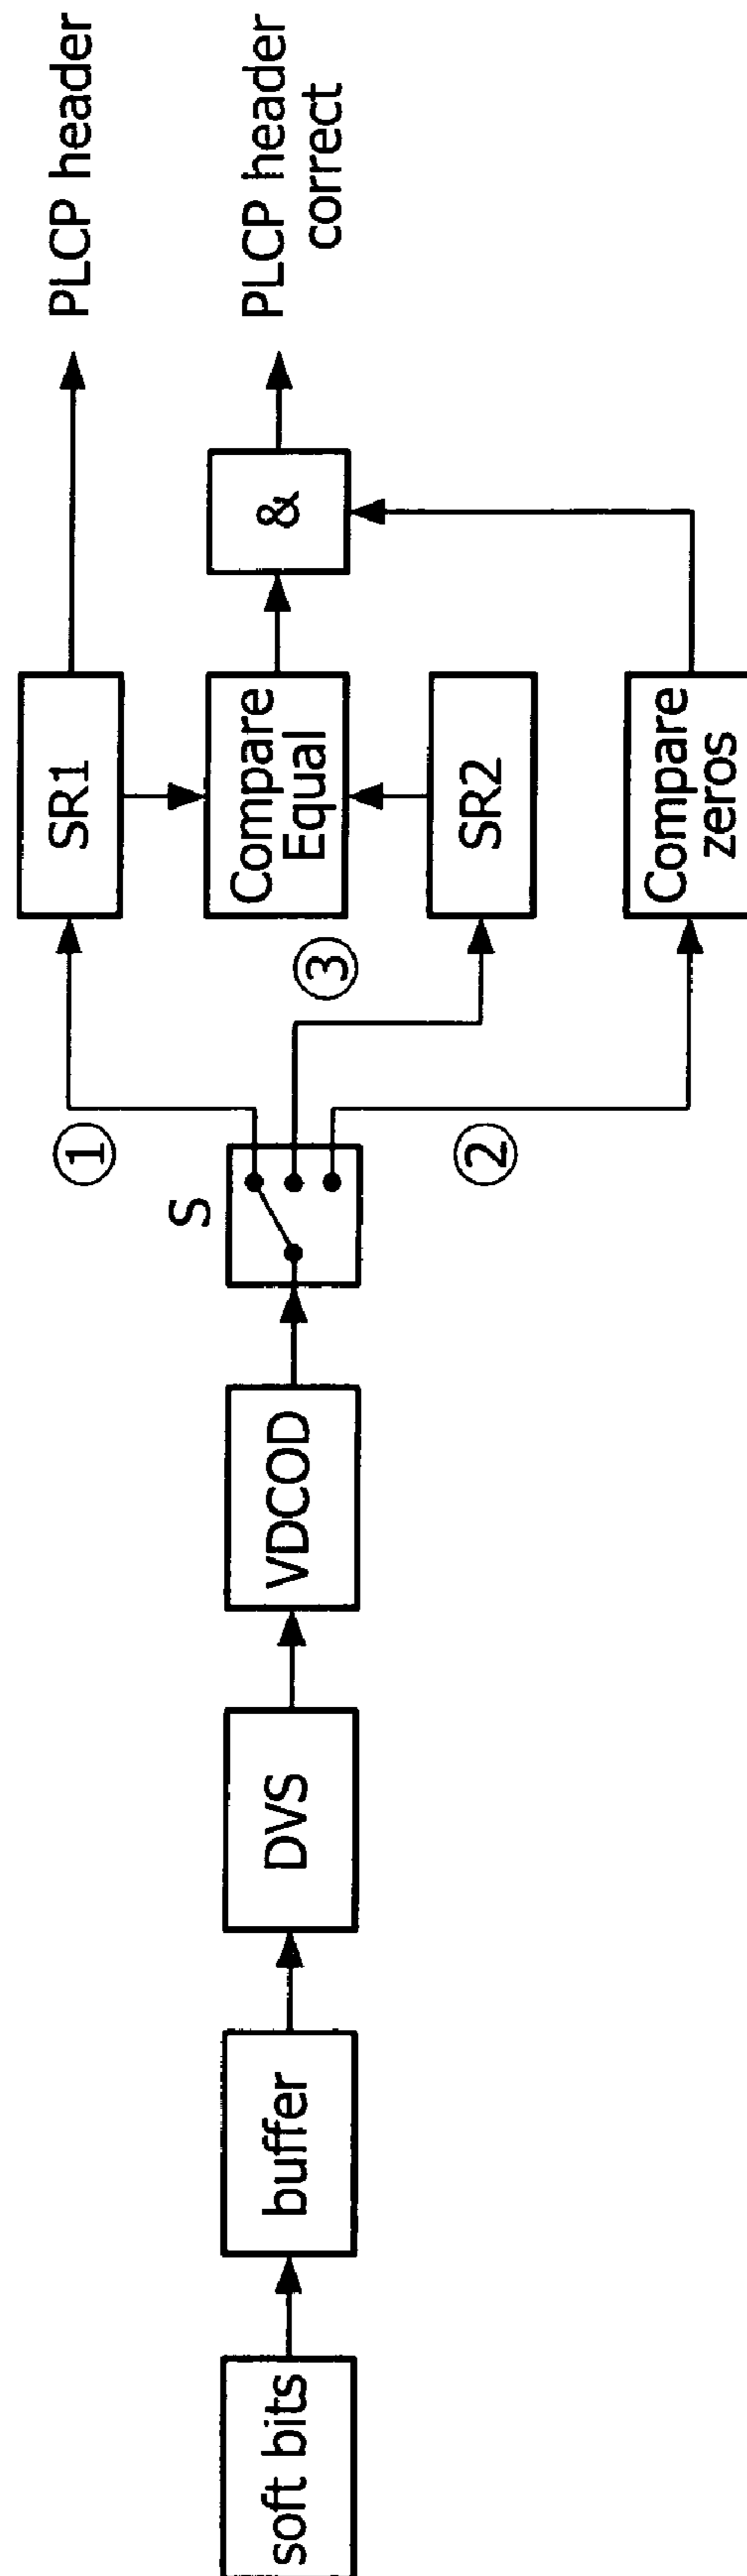 soft bits
buffer
DVS
VDCOD
S
①
③
②
SR1
Compare
Equal
SR2
Compare
zeros
&
PLCP header
PLCP header
correct